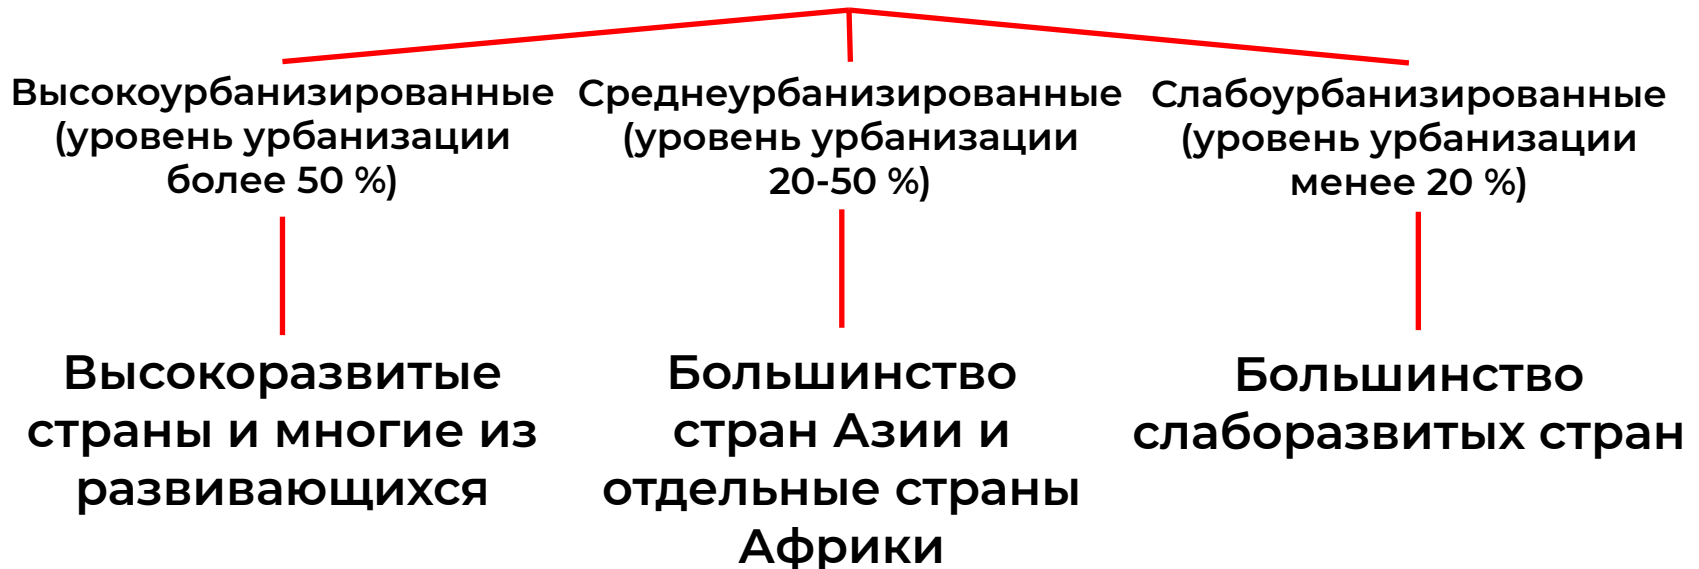 Высокоурбанизированные
(уровень урбанизации
более 50 %)
Среднеурбанизированные
(уровень урбанизации
20-50 %)
Слабоурбанизированные
(уровень урбанизации
менее 20 %)
Высокоразвитые
страны и многие из
развивающихся
Большинство
стран Азии и
отдельные страны
Африки
Большинство
слаборазвитых стран